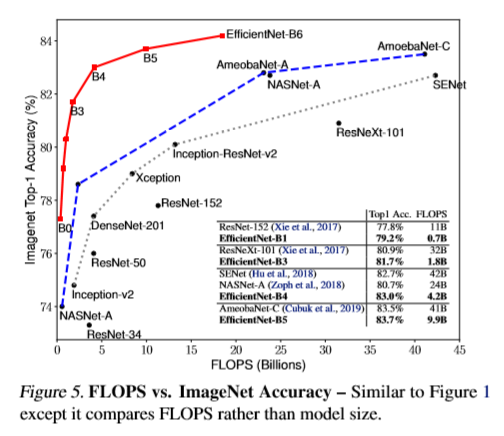 84
82
80
78
76
74
Imagenet Top-1 Accuracy (%)
EfficientNet-B6
B5
B4
B3
B0
AmeobaNet-A
AmoebaNet-C
NASNet-A
SENet
ResNeXt-101
Inception-ResNet-v2
Xception
ResNet-152
DenseNet-201
ResNet-50
Inception-v2
NASNet-A
ResNet-34
Top1 Acc. FLOPS
ResNet-152 (Xie et al., 2017) 77.8% 11B
EfficientNet-B1 79.2% 0.7B
ResNeXt-101 (Xie et al., 2017) 80.9% 32B
EfficientNet-B3 81.7% 1.8B
SENet (Hu et al., 2018) 82.7% 42B
NASNet-A (Zoph et al., 2018) 80.7% 24B
EfficientNet-B4 83.0% 4.2B
AmoebaNet-C (Cubuk et al., 2019) 83.5% 41B
EfficientNet-B5 83.7% 9.9B
0 5 10 15 20 25 30 35 40 45
FLOPS (Billions)
Figure 5. FLOPS vs. ImageNet Accuracy – Similar to Figure 1
except it compares FLOPS rather than model size.